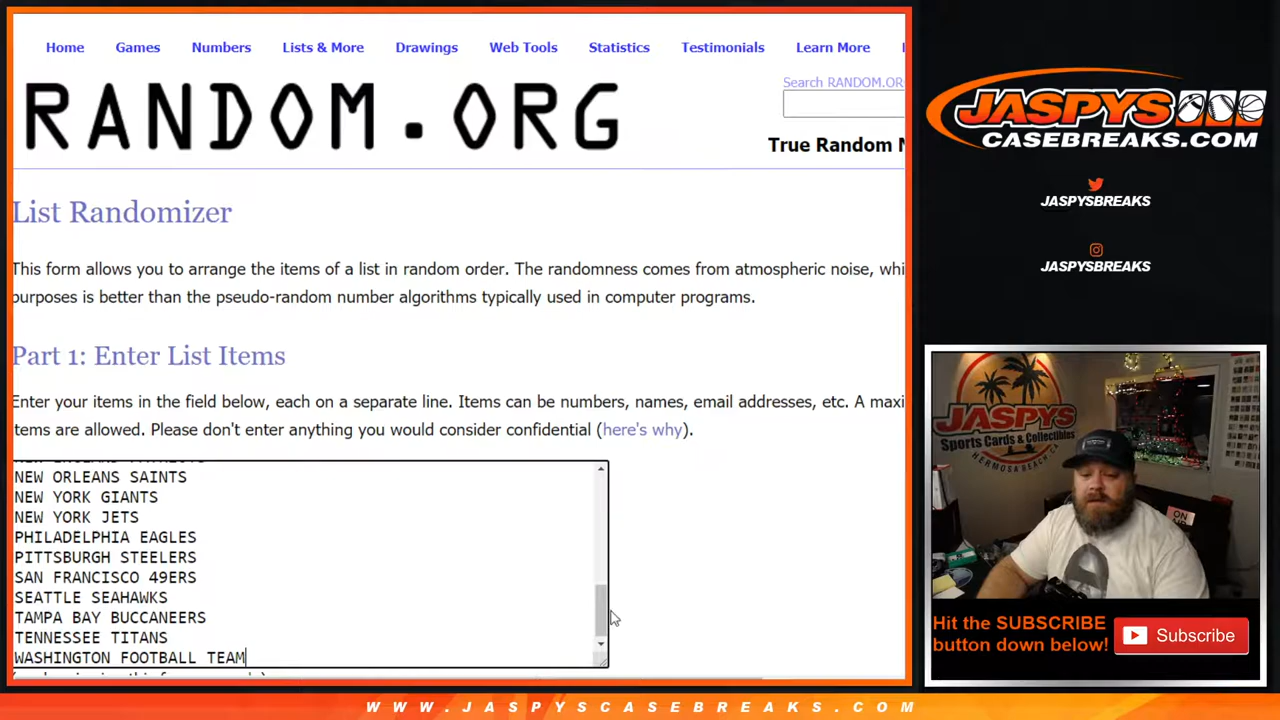 Home Games Numbers Lists & More Drawings Web Tools Statistics Testimonials Learn More
Search RANDOM.OR
RANDOM.ORG
True Random N
List Randomizer
This form allows you to arrange the items of a list in random order. The randomness comes from atmospheric noise, whi
purposes is better than the pseudo-random number algorithms typically used in computer programs.
Part 1: Enter List Items
Enter your items in the field below, each on a separate line. Items can be numbers, names, email addresses, etc. A maxi
items are allowed. Please don't enter anything you would consider confidential (here's why).
NEW ORLEANS SAINTS
NEW YORK GIANTS
NEW YORK JETS
PHILADELPHIA EAGLES
PITTSBURGH STEELERS
SAN FRANCISCO 49ERS
SEATTLE SEAHAWKS
TAMPA BAY BUCCANEERS
TENNESSEE TITANS
WASHINGTON FOOTBALL TEAM
JASPYS
CASEBREAKS.COM
JASPYSBREAKS
JASPYSBREAKS
JASPYS
Sports Cards & Collectibles
HERMOSA BEACH, CA
Hit the SUBSCRIBE
button down below!
Subscribe
WWW.JASPYSCASEBREAKS.COM